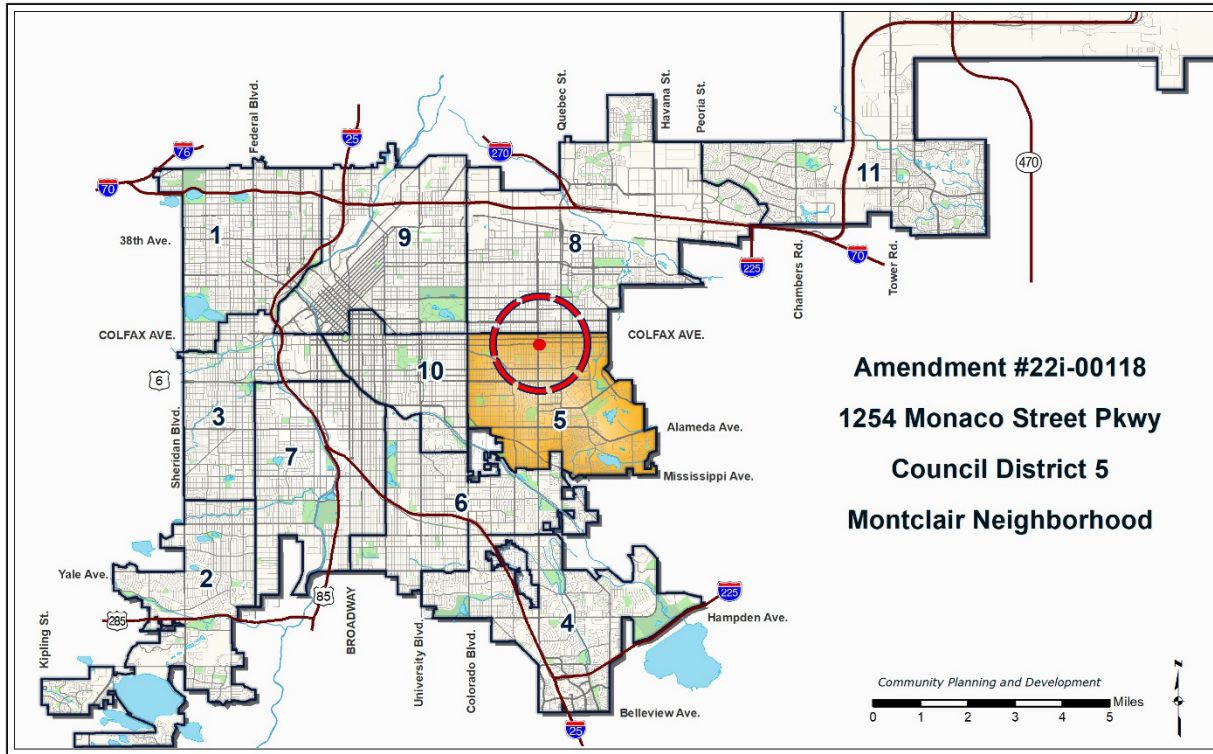 Federal Blvd.
25
Quebec St.
Havana St.
Peoria St.
76
270
70
470
11
1
9
8
38th Ave.
225
70
Chambers Rd.
Tower Rd.
COLFAX AVE.
COLFAX AVE.
6
10
Amendment #22i-00118
1254 Monaco Street Pkwy
Council District 5
Montclair Neighborhood
Sheridan Blvd.
3
5
Alameda Ave.
7
Mississippi Ave.
6
Yale Ave.
2
85
225
285
BROADWAY
University Blvd.
Colorado Blvd.
4
Hampden Ave.
Kipling St.
Community Planning and Development
Miles
0 1 2 3 4 5
Belleview Ave.
25
N